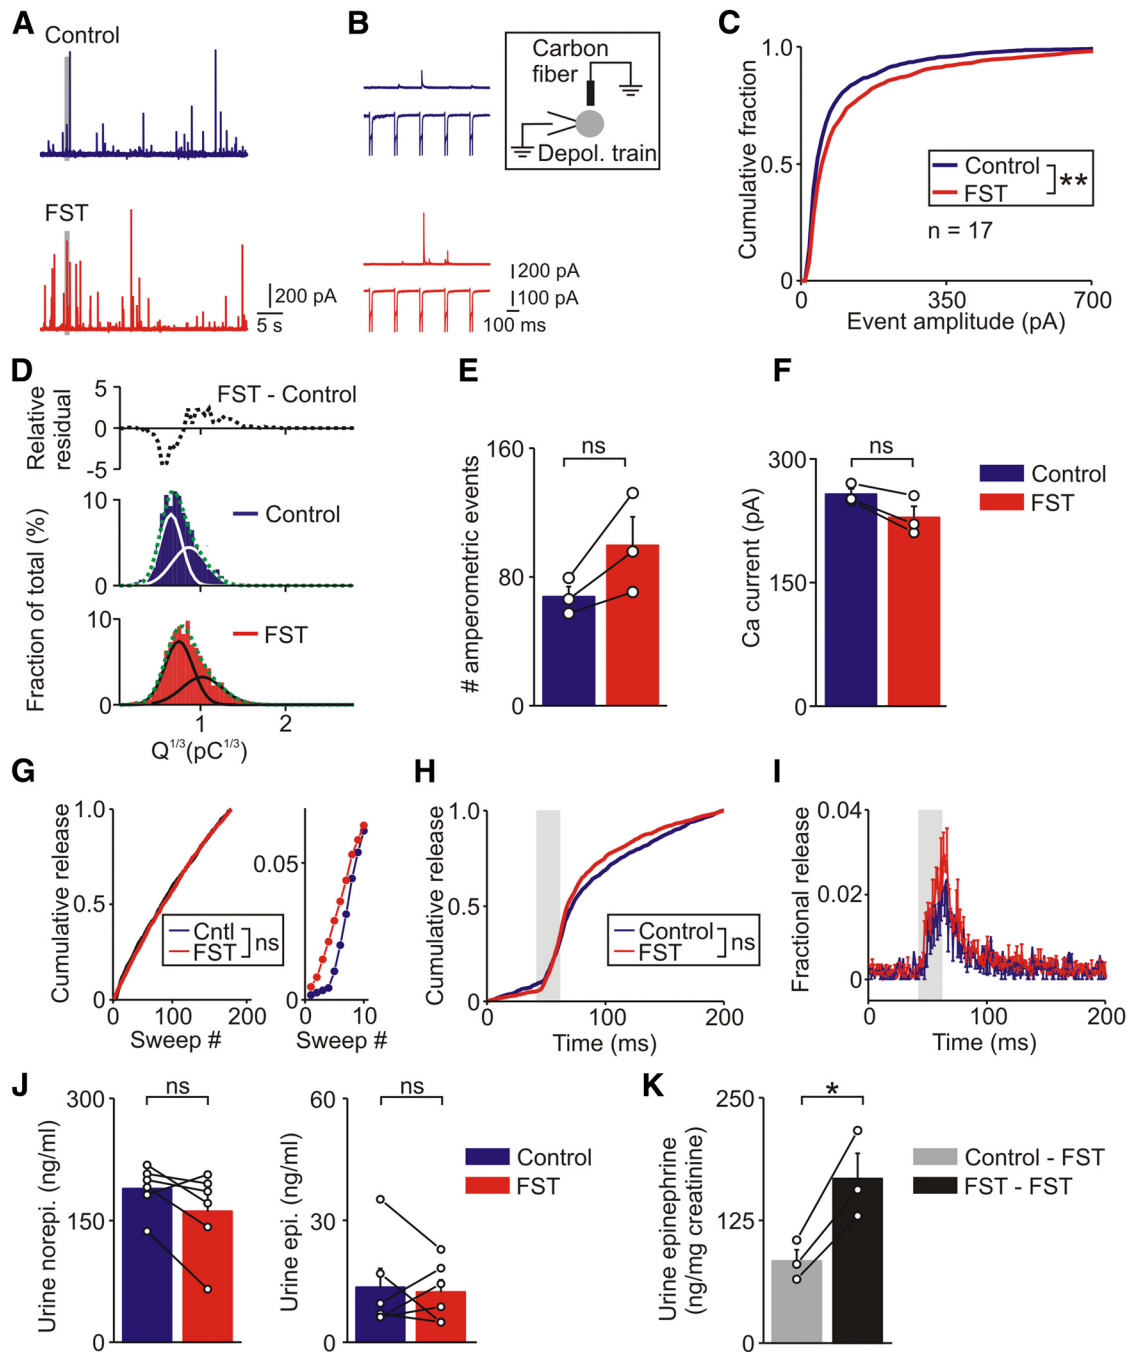 A
Control
FST
200 pA
5 s
B
Carbon
fiber
Depol. train
200 pA
100 pA
100 ms
C
Cumulative fraction
1.0
0.5
0
Control
FST
**
n = 17
0 350 700
Event amplitude (pA)
D
Relative
residual
5
0
-5
FST - Control
Fraction of total (%)
10
0
Control
10
0
FST
1 2
Q1/3(pC1/3)
E
# amperometric events
160
80
0
ns
F
Ca current (pA)
300
150
0
ns
Control
FST
G
Cumulative release
1.0
0.5
0
Cntl
FST
ns
0 100 200
Sweep #
0.05
0
0 10
Sweep #
H
Cumulative release
1.0
0.5
0
Control
FST
ns
0 100 200
Time (ms)
I
Fractional release
0.04
0.02
0
0 100 200
Time (ms)
J
Urine norepi. (ng/ml)
300
150
0
ns
Urine epi. (ng/ml)
60
30
0
ns
Control
FST
K
Urine epinephrine
(ng/mg creatinine)
250
125
0
*
Control - FST
FST - FST